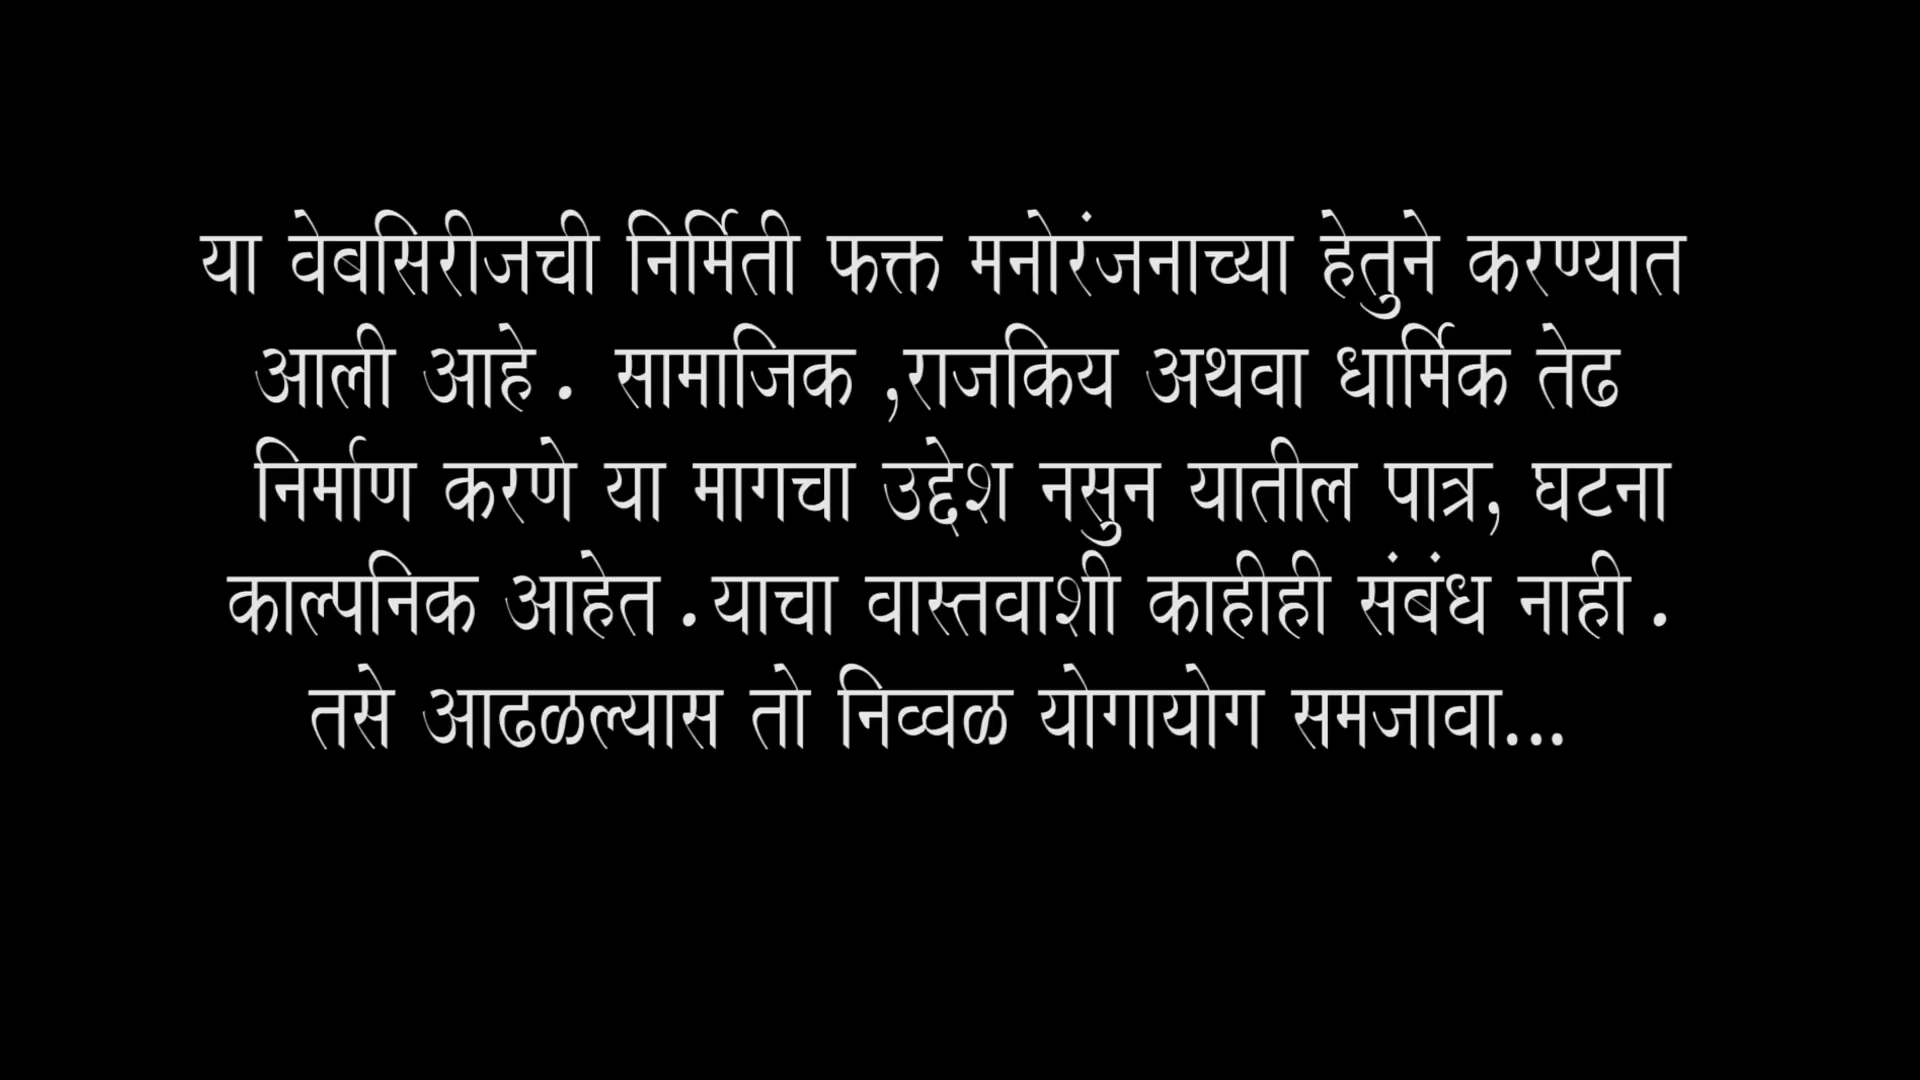 या वेबसिरीजची निर्मिती फक्त मनोरंजनाच्या हेतुने करण्यात
आली आहे . सामाजिक ,राजकिय अथवा धार्मिक तेढ
निर्माण करणे या मागचा उद्देश नसुन यातील पात्र, घटना
काल्पनिक आहेत .याचा वास्तवाशी काहीही संबंध नाही .
तसे आढळल्यास तो निव्वळ योगायोग समजावा...